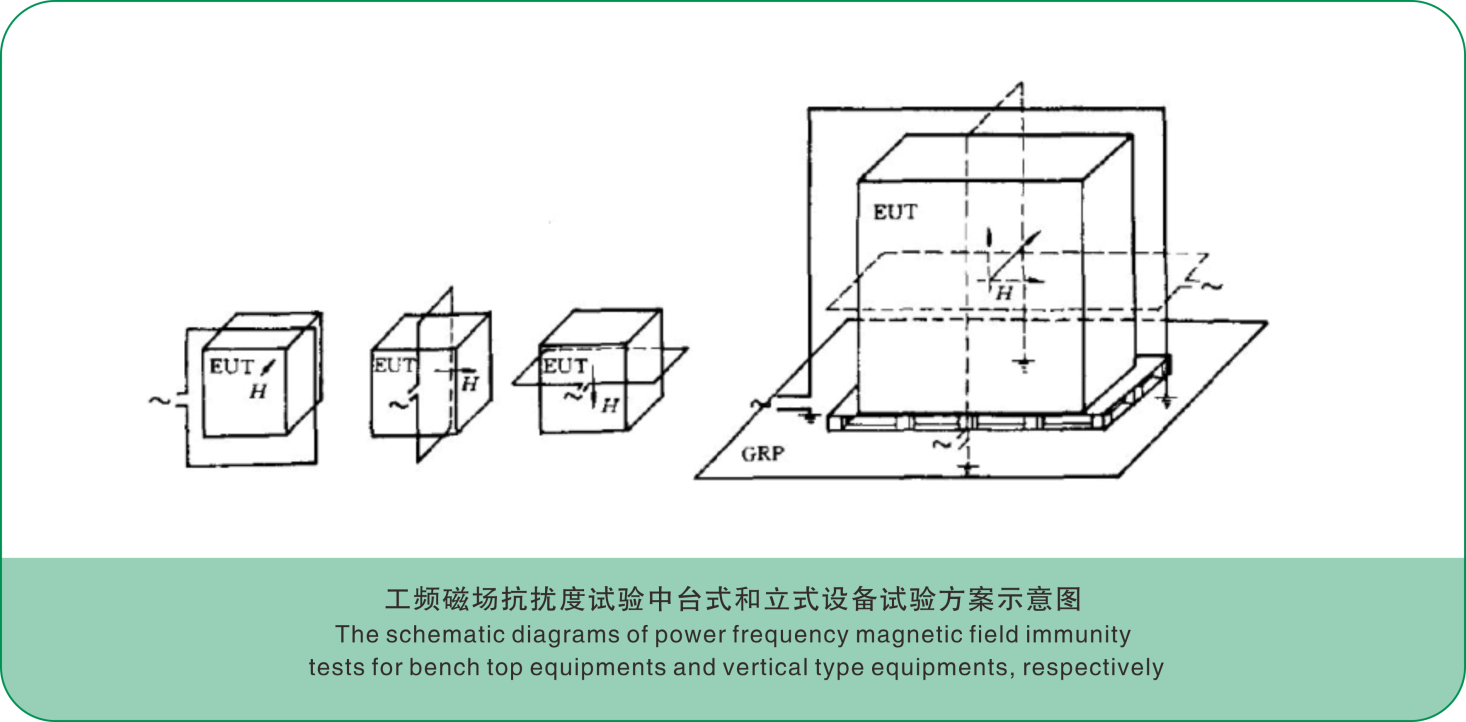 EUT
H
~
EUT
H
~
EUT
H
~
EUT
H
~
~
~
GRP
工频磁场抗扰度试验中台式和立式设备试验方案示意图
The schematic diagrams of power frequency magnetic field immunity
tests for bench top equipments and vertical type equipments, respectively